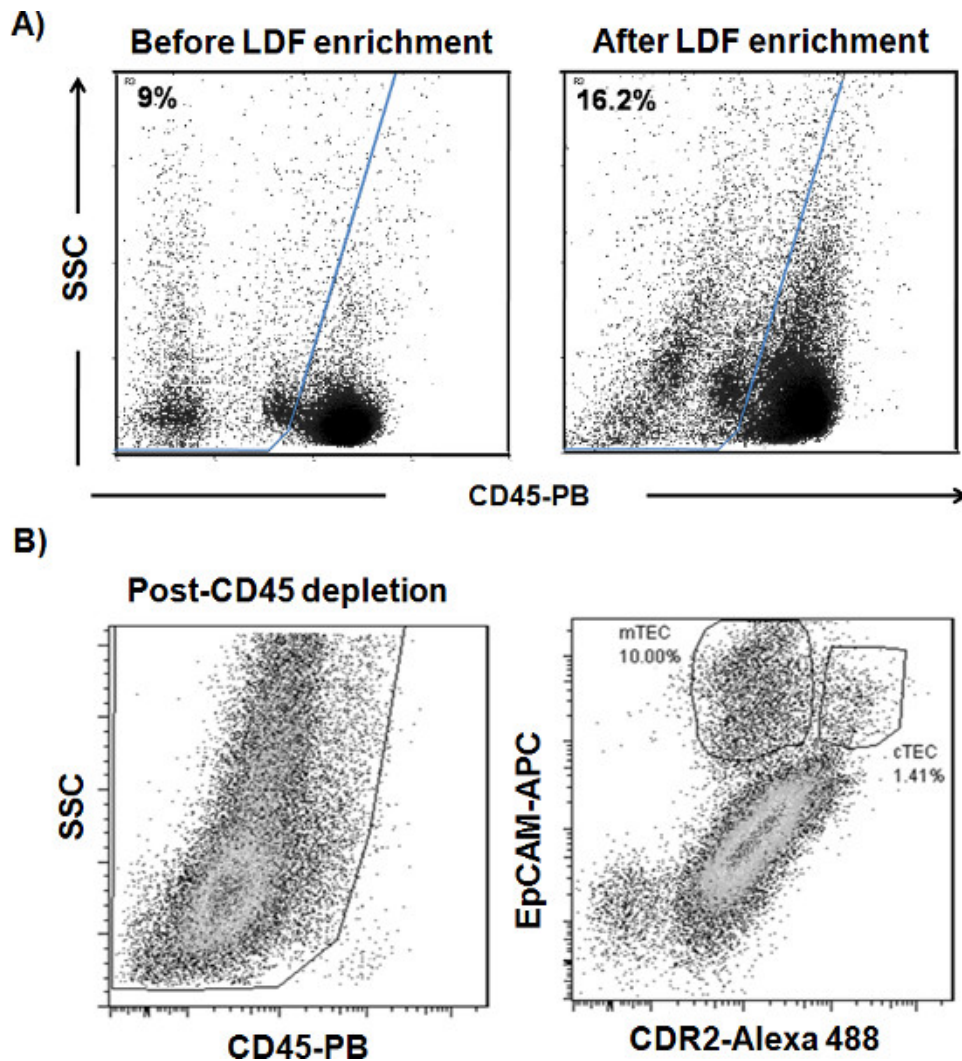 A)
Before LDF enrichment
After LDF enrichment
9%
16.2%
SSC
CD45-PB
B)
Post-CD45 depletion
mTEC
10.00%
cTEC
1.41%
SSC
EpCAM-APC
CD45-PB
CDR2-Alexa 488